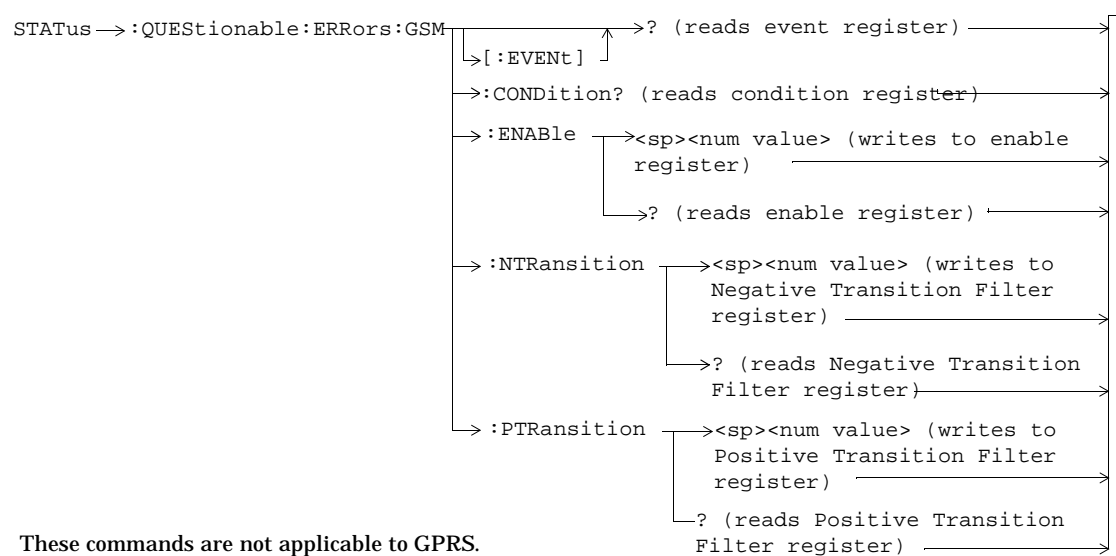 STATus :QUEStionable:ERRors:GSM ? (reads event register)
[:EVENt]
:CONDition? (reads condition register)
:ENABle <sp><num value> (writes to enable
register)
? (reads enable register)
:NTRansition <sp><num value> (writes to
Negative Transition Filter
register)
? (reads Negative Transition
Filter register)
:PTRansition <sp><num value> (writes to
Positive Transition Filter
register)
? (reads Positive Transition
Filter register)
These commands are not applicable to GPRS.